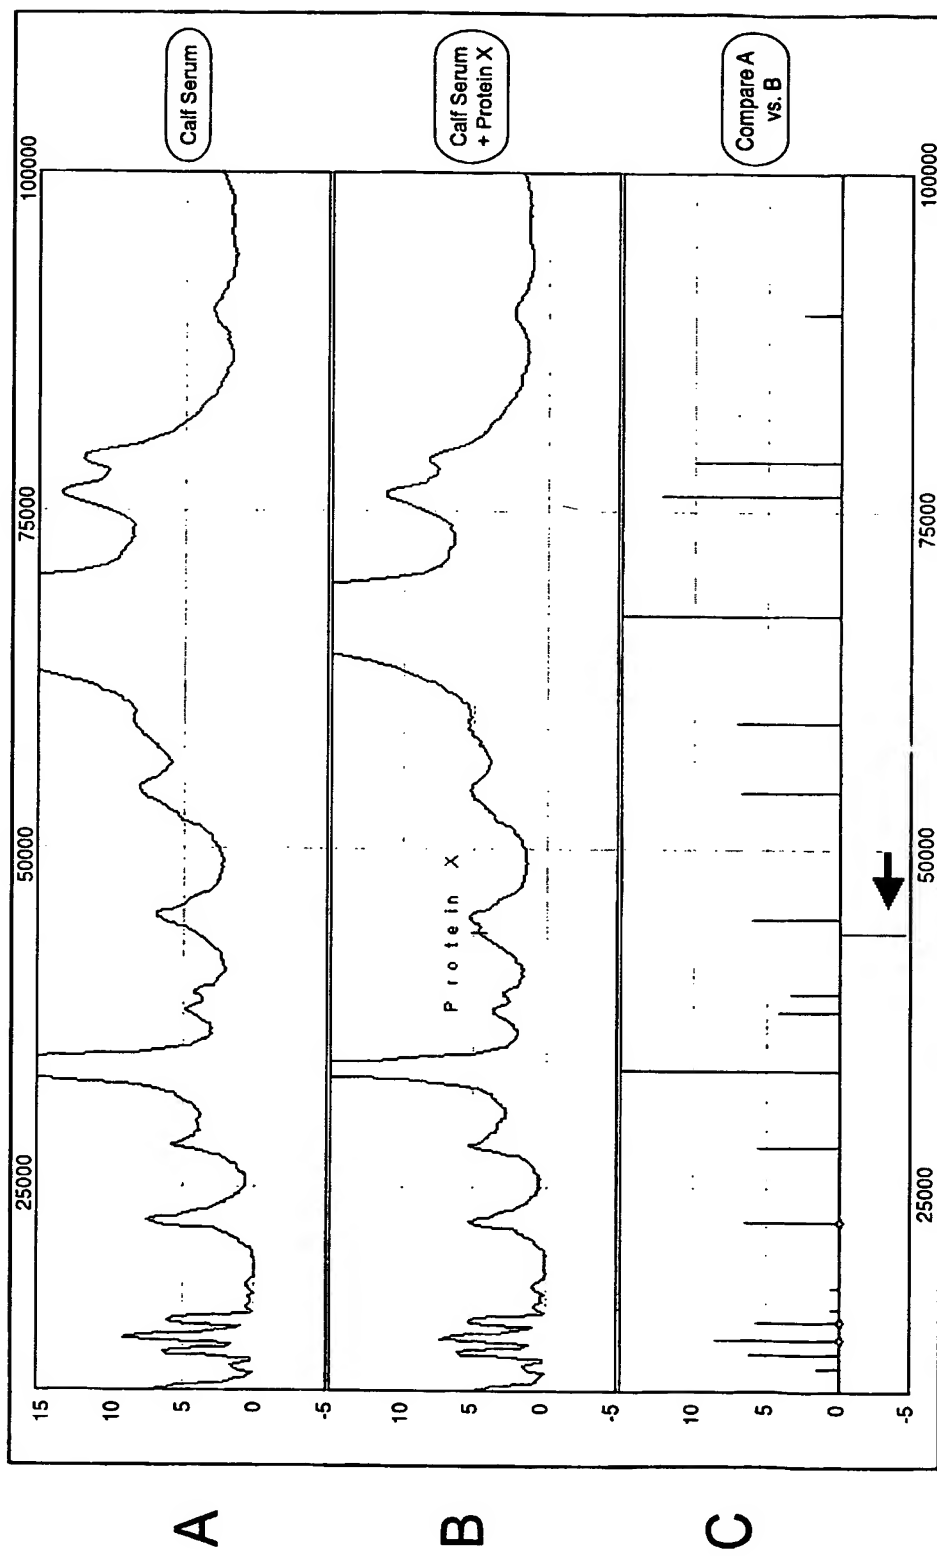 25000
50000
75000
100000
A
15
10
5
0
-5
Calf Serum
B
10
5
0
-5
Protein X
Calf Serum
+ Protein X
C
10
5
0
-5
Compare A
vs. B
25000
50000
75000
100000